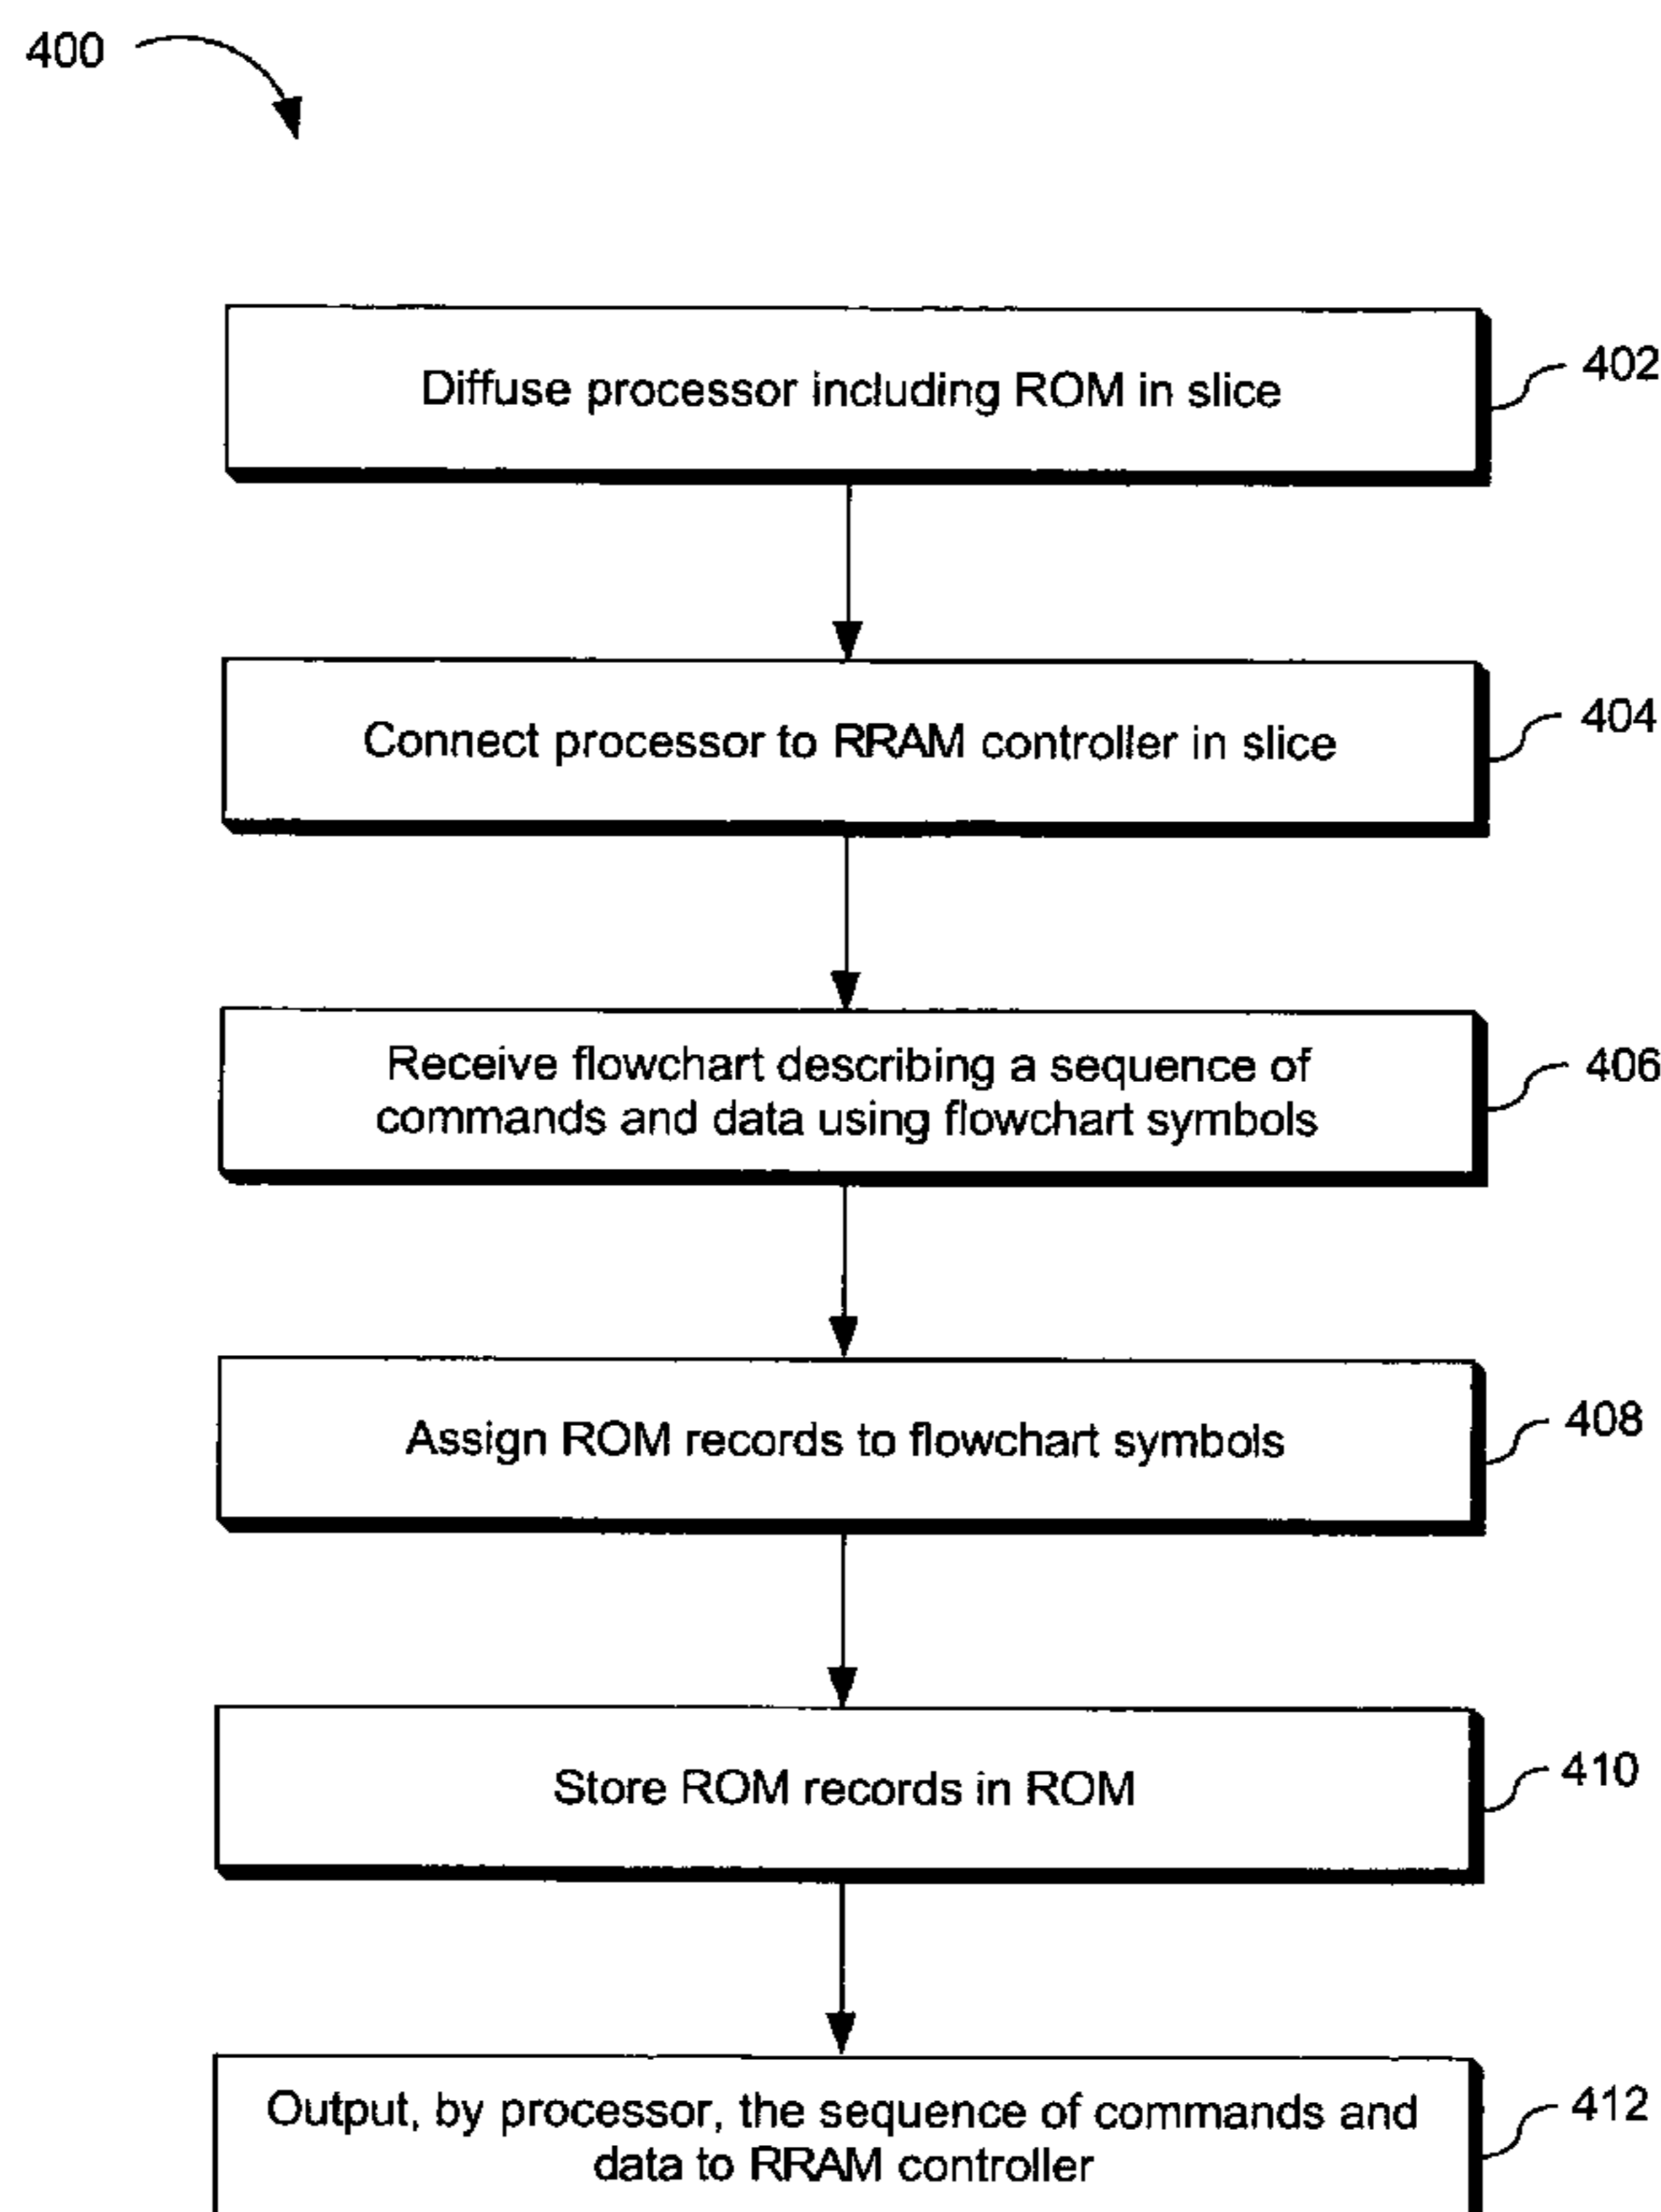 400
Diffuse processor including ROM in slice
402
Connect processor to RRAM controller in slice
404
Receive flowchart describing a sequence of
commands and data using flowchart symbols
406
Assign ROM records to flowchart symbols
408
Store ROM records in ROM
410
Output, by processor, the sequence of commands and
data to RRAM controller
412